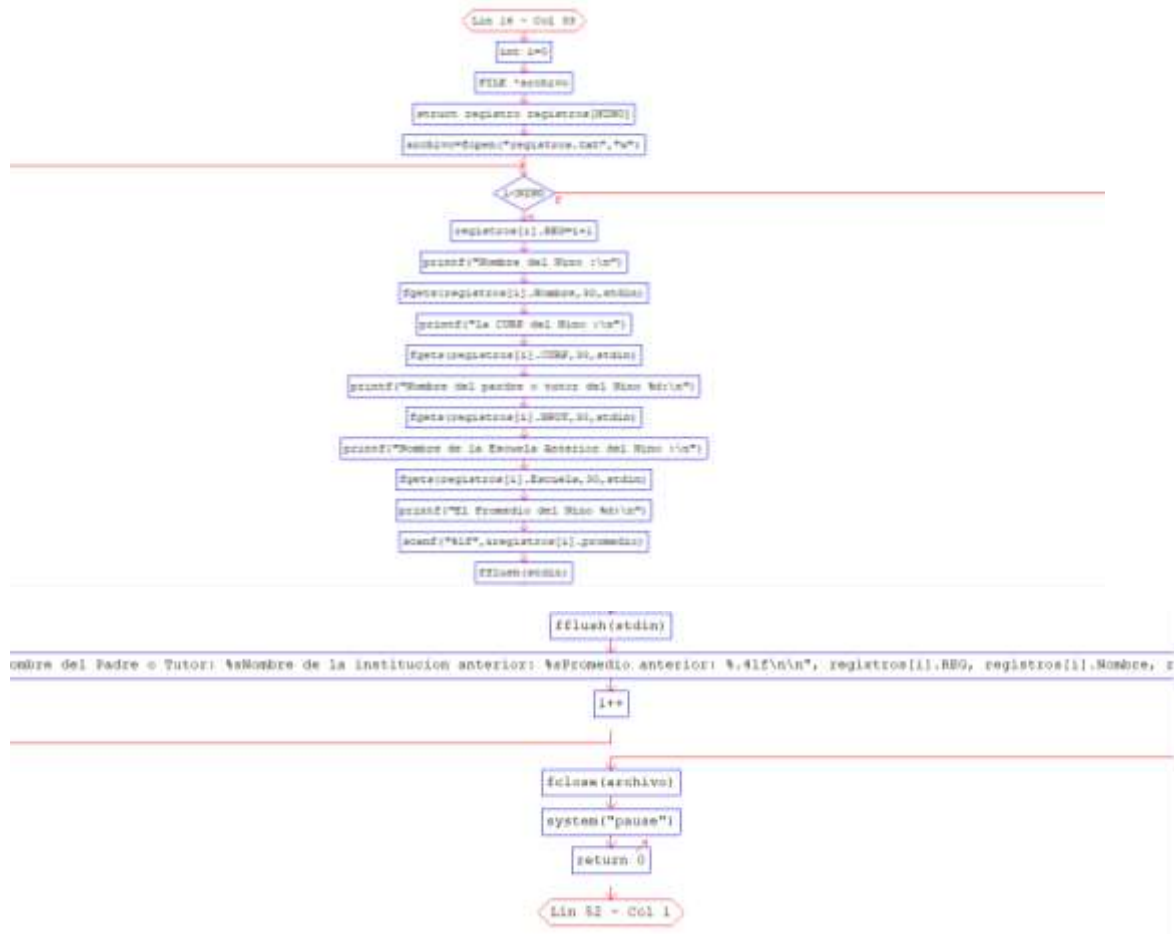 Lin 16 - Col 
int i=0
FILE *archivo
struct registro registros[NINO]
archivo=fopen("registros.txt","w")
i<NINO
F
registros[i].REG=i+1
printf("Nombre del Nino :\n")
fgets(registros[i].Nombre,30,stdin)
printf("La CURP del Nino :\n")
fgets(registros[i].CURP,30,stdin)
printf("Nombre del pardre o tutor del Nino %d:\n")
fgets(registros[i]. ,30,stdin)
printf("Nombre de la Escuela Anterior del Nino :\n")
fgets(registros[i].Escuela,30,stdin)
printf("El Promedio del Nino %d:\n")
scanf("%lf",&registros[i].promedio)
fflush(stdin)
fflush(stdin)
ombre del Padre o Tutor: %sNombre de la institucion anterior: %sPromedio anterior: %.4lf\n\n", registros[i].REG, registros[i].Nombre, r
i++
fclose(archivo)
system("pause")
return 0
Lin 52 - Col 1